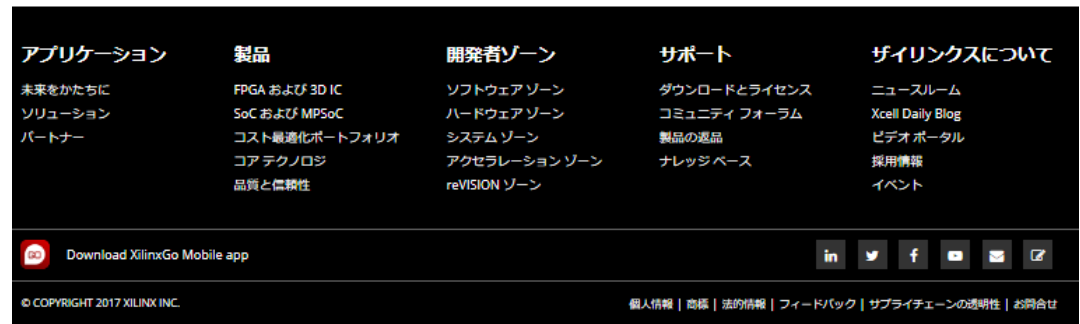 アプリケーション
未来をかたちに
ソリューション
パートナー
製品
FPGA および 3D IC
SoC および MPSoC
コスト最適化ポートフォリオ
コア テクノロジ
品質と信頼性
開発者ゾーン
ソフトウェア ゾーン
ハードウェア ゾーン
システム ゾーン
アクセラレーション ゾーン
reVISION ゾーン
サポート
ダウンロードとライセンス
コミュニティ フォーラム
製品の返品
ナレッジ ベース
ザイリンクスについて
ニュースルーム
Xcell Daily Blog
ビデオ ポータル
採用情報
イベント
GO Download XilinxGo Mobile app
© COPYRIGHT 2017 XILINX INC.
個人情報 | 商標 | 法的情報 | フィードバック | サプライチェーンの透明性 | お問合せ